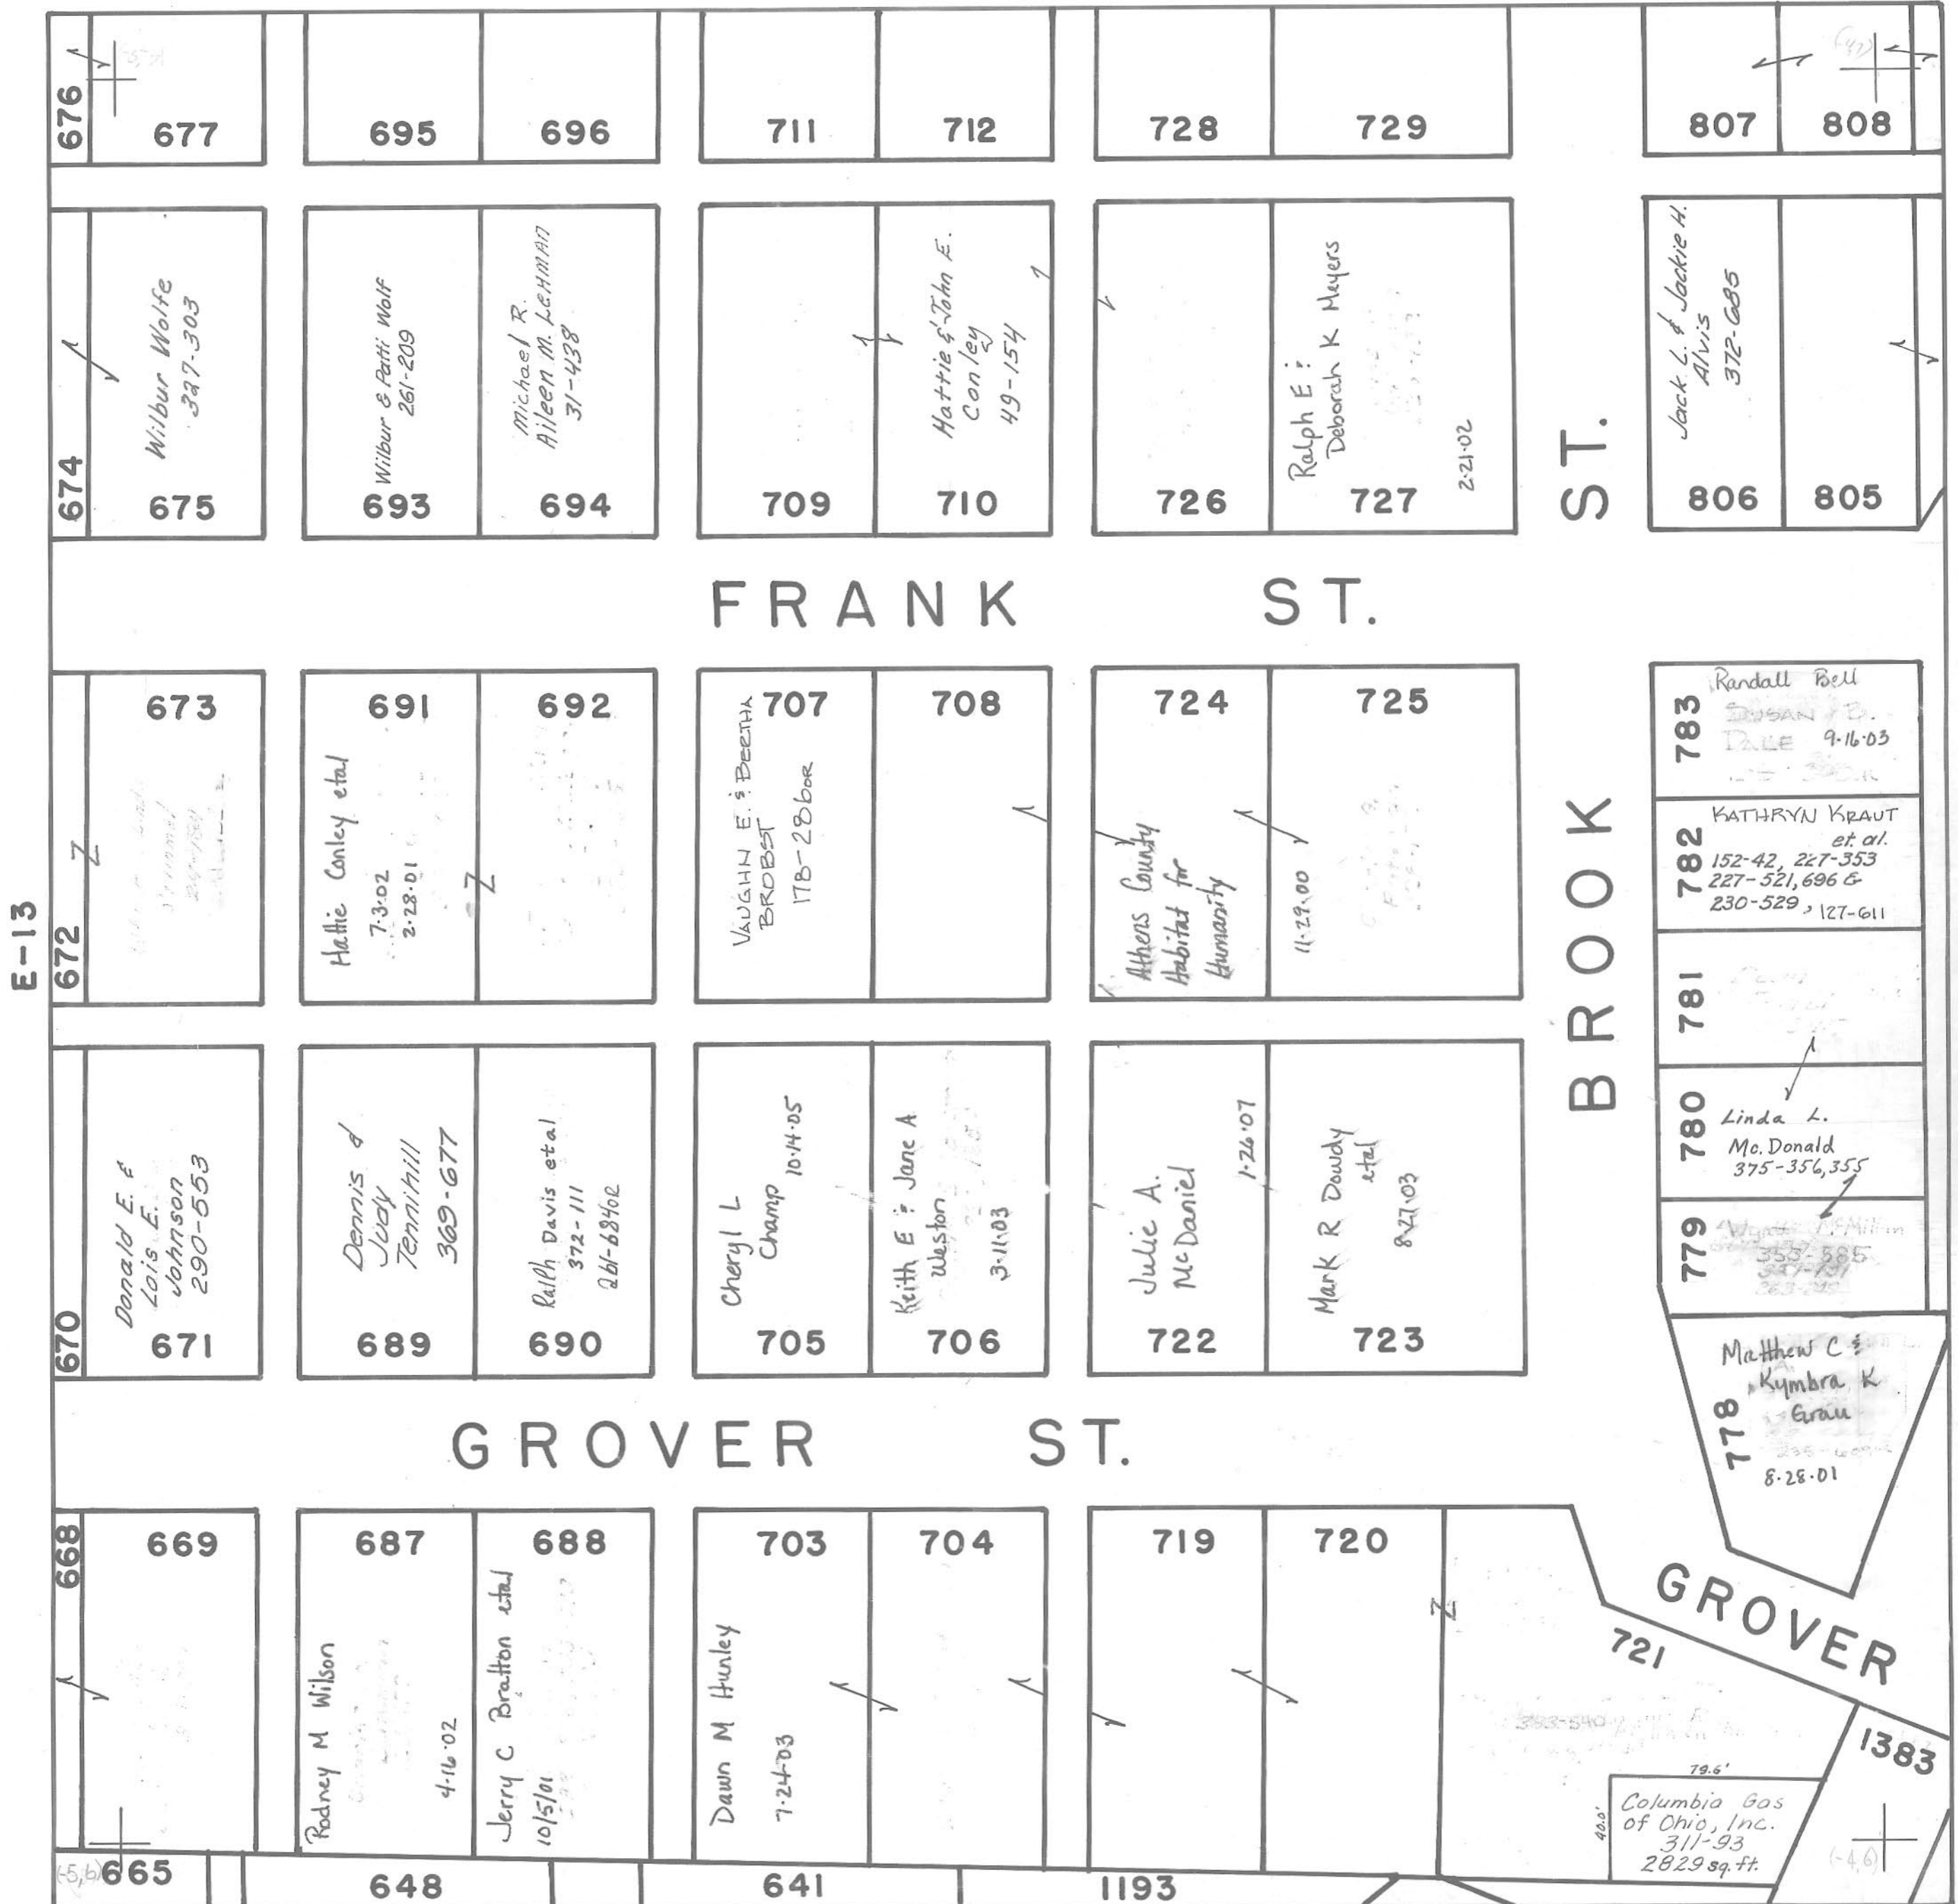 676
677
695
696
711
712
728
729
807
808
674
Wilbur Wolfe
327-303
675
Wilbur & Patti Wolf
261-209
693
Michael R.
Aileen M. LEHMAN
31-438
694
709
Hattie & John E.
Conley
49-154
710
726
Ralph E &
Deborah K Meyers
2-21-02
727
Jack L. & Jackie H.
Alvis
372-685
806
805
FRANK ST.
BROOK ST.
E-13
672
673
691
Hattie Conley etal
7-3-02
2-28-01
692
707
VAUGHN E. & BERTHA
BROBST
178-286OR
708
724
Athens County
Habitat for
Humanity
11-29-00
725
783
Randall Bell
SUSAN B.
9-16-03
782
KATHRYN KRAUT
et. al.
152-42, 227-353
227-521, 696 &
230-529, 127-611
781
780
Linda L.
McDonald
375-356,355
779
353-585
670
Donald E. &
Lois E.
Johnson
290-553
671
Dennis &
Judy
Tennihill
369-677
689
Ralph Davis etal
372-111
261-684OR
690
Cheryl L
Champ 10-14-05
705
Keith E & Jane A
Weston
3-11-03
706
Julie A.
McDaniel
1-26-07
722
Mark R Dowdy
etal
8-27-03
723
778
Matthew C &
Kymbra K
Grau
8-28-01
GROVER ST.
668
669
687
Rodney M Wilson
4-16-02
688
Jerry C Bratton etal
10/5/01
703
Dawn M Hunley
7-24-03
704
719
720
GROVER
721
383-540
1383
79.6'
40.0'
Columbia Gas
of Ohio, Inc.
311-93
2829 sq. ft.
(-5,6)
665
648
641
1193
(-4,6)